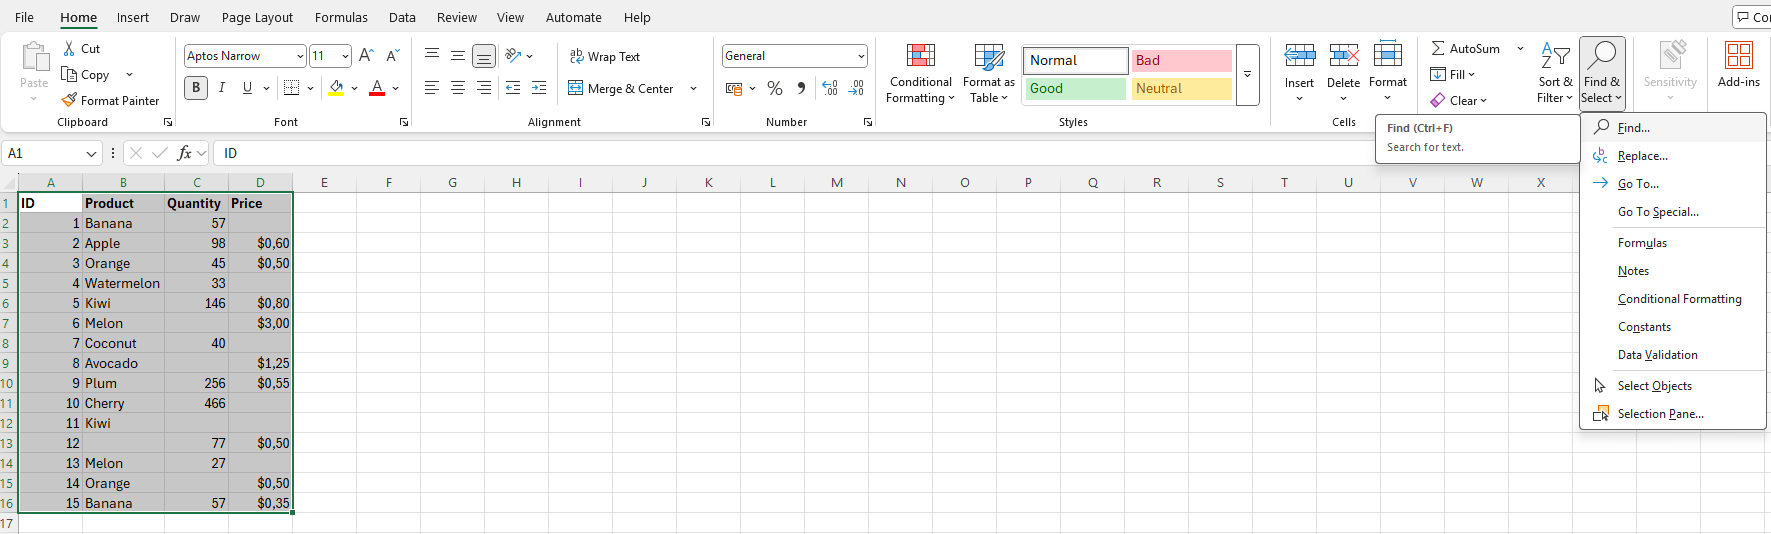 File Home Insert Draw Page Layout Formulas Data Review View Automate Help
Paste
Cut
Copy
Format Painter
Clipboard
Aptos Narrow 11
B I U
Font
Wrap Text
Merge & Center
Alignment
General
Number
Conditional Formatting
Format as Table
Normal Bad
Good Neutral
Styles
Insert Delete Format
Cells
AutoSum
Fill
Clear
Sort & Filter
Find & Select
Sensitivity
Add-ins
Find (Ctrl+F)
Search for text.
Find...
Replace...
Go To...
Go To Special...
Formulas
Notes
Conditional Formatting
Constants
Data Validation
Select Objects
Selection Pane...
A1 fx ID
A B C D E F G H I J K L M N O P Q R S T U V W X
1 ID Product Quantity Price
2 1 Banana 57
3 2 Apple 98 $0,60
4 3 Orange 45 $0,50
5 4 Watermelon 33
6 5 Kiwi 146 $0,80
7 6 Melon $3,00
8 7 Coconut 40
9 8 Avocado $1,25
10 9 Plum 256 $0,55
11 10 Cherry 466
12 11 Kiwi
13 12 77 $0,50
14 13 Melon 27
15 14 Orange $0,50
16 15 Banana 57 $0,35
17